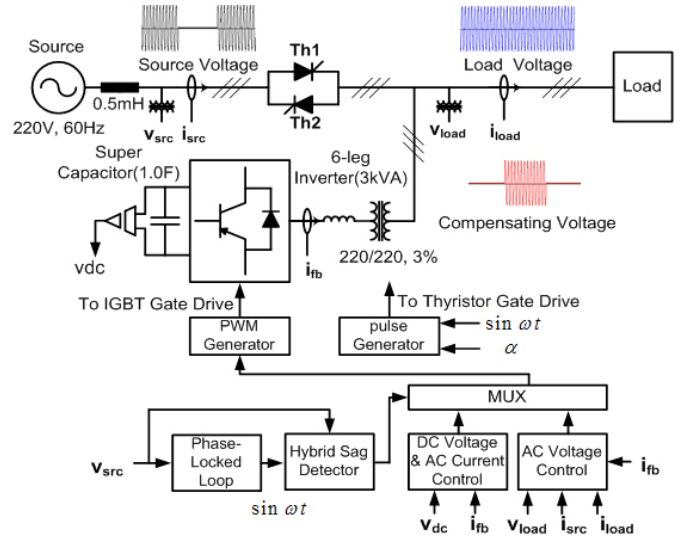 Source
Source Voltage
Th1
Th2
Load Voltage
Load
0.5mH
220V, 60Hz
vsrc
isrc
vload
iload
Super
Capacitor(1.0F)
6-leg
Inverter(3kVA)
Compensating Voltage
vdc
ifb
220/220, 3%
To IGBT Gate Drive
To Thyristor Gate Drive
PWM
Generator
pulse
Generator
sin ωt
α
MUX
vsrc
Phase-
Locked
Loop
Hybrid Sag
Detector
DC Voltage
& AC Current
Control
AC Voltage
Control
ifb
sin ωt
vdc
ifb
vload
isrc
iload